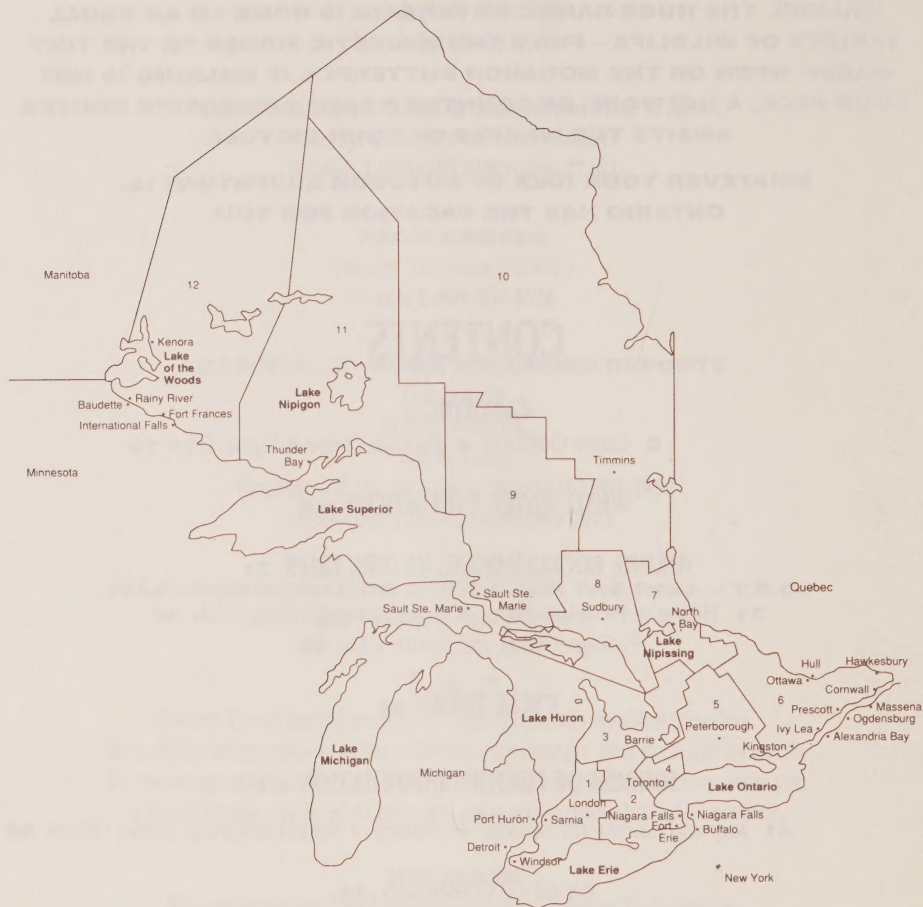 10
Manitoba
12
11
Kenora
Lake
of the
Woods
Lake
Nipigon
Baudette
Rainy River
Fort Frances
International Falls
Thunder
Bay
Timmins
Minnesota
9
Lake Superior
8
Quebec
7
Sault Ste.
Marie
Sudbury
North
Bay
Sault Ste. Marie
Lake
Nipissing
Hull
Hawkesbury
Ottawa
6
Cornwall
5
Prescott
Massena
Ogdensburg
Lake Huron
Peterborough
Ivy Lea
3
Barrie
Kingston
Alexandria Bay
Lake
Michigan
Michigan
4
Toronto
Lake Ontario
London
2
Port Huron
Sarnia
Niagara Falls
Niagara Falls
Fort
Erie
Buffalo
Detroit
Windsor
Lake Erie
New York